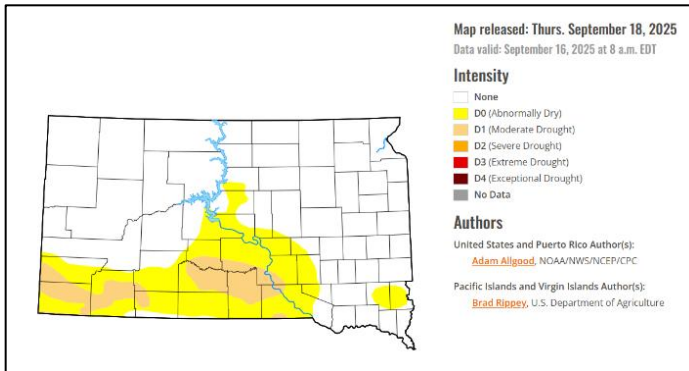 Map released: Thurs. September 18, 2025
Data valid: September 16, 2025 at 8 a.m. EDT
Intensity
None
D0 (Abnormally Dry)
D1 (Moderate Drought)
D2 (Severe Drought)
D3 (Extreme Drought)
D4 (Exceptional Drought)
No Data
Authors
United States and Puerto Rico Author(s):
Adam Allgood, NOAA/NWS/NCEP/CPC
Pacific Islands and Virgin Islands Author(s):
Brad Rippey, U.S. Department of Agriculture